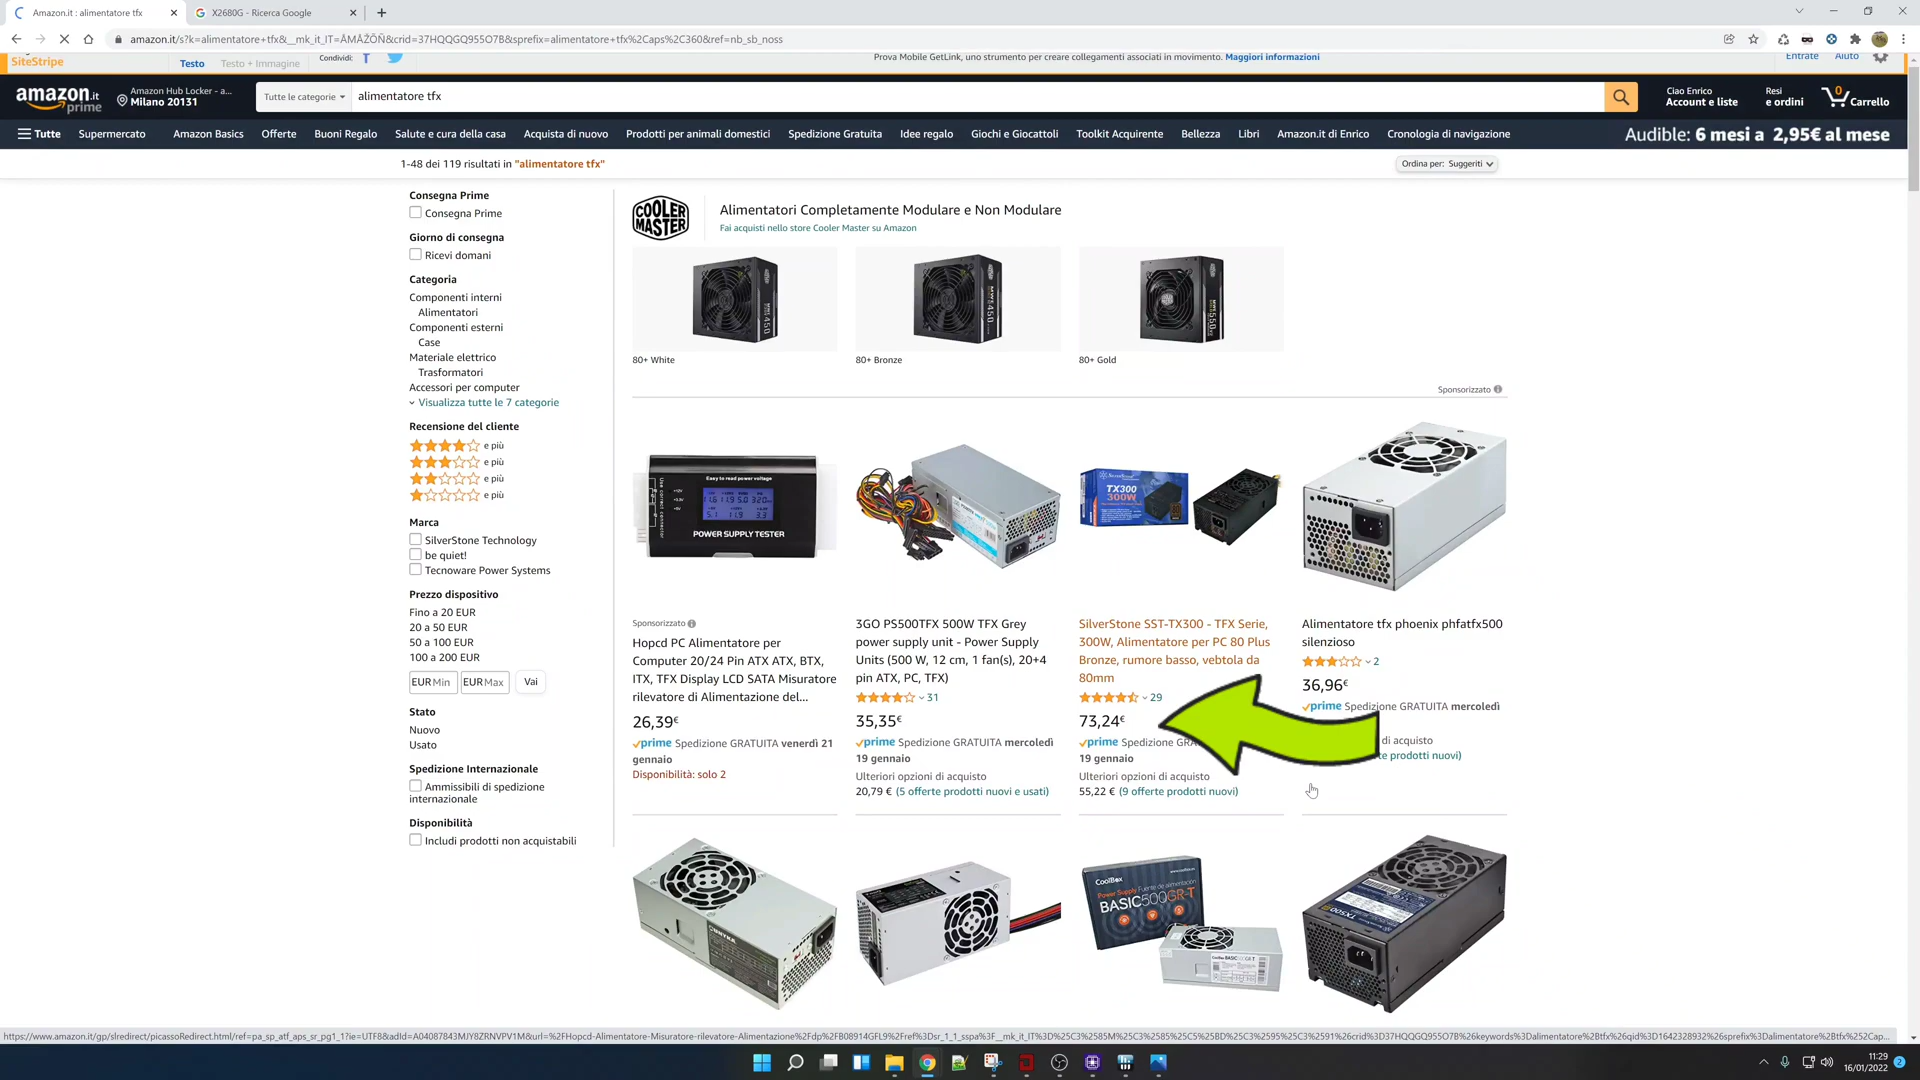 Amazon.it : alimentatore tfx
X2680G - Ricerca Google
amazon.it/s?k=alimentatore+tfx&__mk_it_IT=ÅMÅŽÕÑ&crid=37HQQGQ955O7B&sprefix=alimentatore+tfx%2Caps%2C360&ref=nb_sb_noss
SiteStripe
Testo
Testo + Immagine
Condividi:
Prova Mobile GetLink, uno strumento per creare collegamenti associati in movimento. Maggiori informazioni
Entrate
Aiuto
amazon.it
prime
Amazon Hub Locker - a...
Milano 20131
Tutte le categorie
alimentatore tfx
Ciao Enrico
Account e liste
Resi
e ordini
0
Carrello
Tutte
Supermercato
Amazon Basics
Offerte
Buoni Regalo
Salute e cura della casa
Acquista di nuovo
Prodotti per animali domestici
Spedizione Gratuita
Idee regalo
Giochi e Giocattoli
Toolkit Acquirente
Bellezza
Libri
Amazon.it di Enrico
Cronologia di navigazione
Audible: 6 mesi a 2,95€ al mese
1-48 dei 119 risultati in "alimentatore tfx"
Ordina per: Suggeriti
Consegna Prime
Consegna Prime
Giorno di consegna
Ricevi domani
Categoria
Componenti interni
Alimentatori
Componenti esterni
Case
Materiale elettrico
Trasformatori
Accessori per computer
Visualizza tutte le 7 categorie
Recensione del cliente
e più
e più
e più
e più
Marca
SilverStone Technology
be quiet!
Tecnoware Power Systems
Prezzo dispositivo
Fino a 20 EUR
20 a 50 EUR
50 a 100 EUR
100 a 200 EUR
EUR Min
EUR Max
Vai
Stato
Nuovo
Usato
Spedizione Internazionale
Ammissibili di spedizione
internazionale
Disponibilità
Includi prodotti non acquistabili
COOLER
MASTER
Alimentatori Completamente Modulare e Non Modulare
Fai acquisti nello store Cooler Master su Amazon
80+ White
80+ Bronze
80+ Gold
Sponsorizzato
Easy to read power voltage
POWER SUPPLY TESTER
TX300
300W
Sponsorizzato
Hopcd PC Alimentatore per
Computer 20/24 Pin ATX ATX, BTX,
ITX, TFX Display LCD SATA Misuratore
rilevatore di Alimentazione del...
26,39€
prime Spedizione GRATUITA venerdì 21
gennaio
Disponibilità: solo 2
3GO PS500TFX 500W TFX Grey
power supply unit - Power Supply
Units (500 W, 12 cm, 1 fan(s), 20+4
pin ATX, PC, TFX)
31
35,35€
prime Spedizione GRATUITA mercoledì
19 gennaio
Ulteriori opzioni di acquisto
20,79 € (5 offerte prodotti nuovi e usati)
SilverStone SST-TX300 - TFX Serie,
300W, Alimentatore per PC 80 Plus
Bronze, rumore basso, vebtola da
80mm
29
73,24€
prime Spedizione GRA
19 gennaio
Ulteriori opzioni di acquisto
55,22 € (9 offerte prodotti nuovi)
Alimentatore tfx phoenix phfatfx500
silenzioso
2
36,96€
prime Spedizione GRATUITA mercoledì
di acquisto
te prodotti nuovi)
CoolBox
Power Supply Fuente de alimentación
BASIC500GR-T
11:29
16/01/2022
2